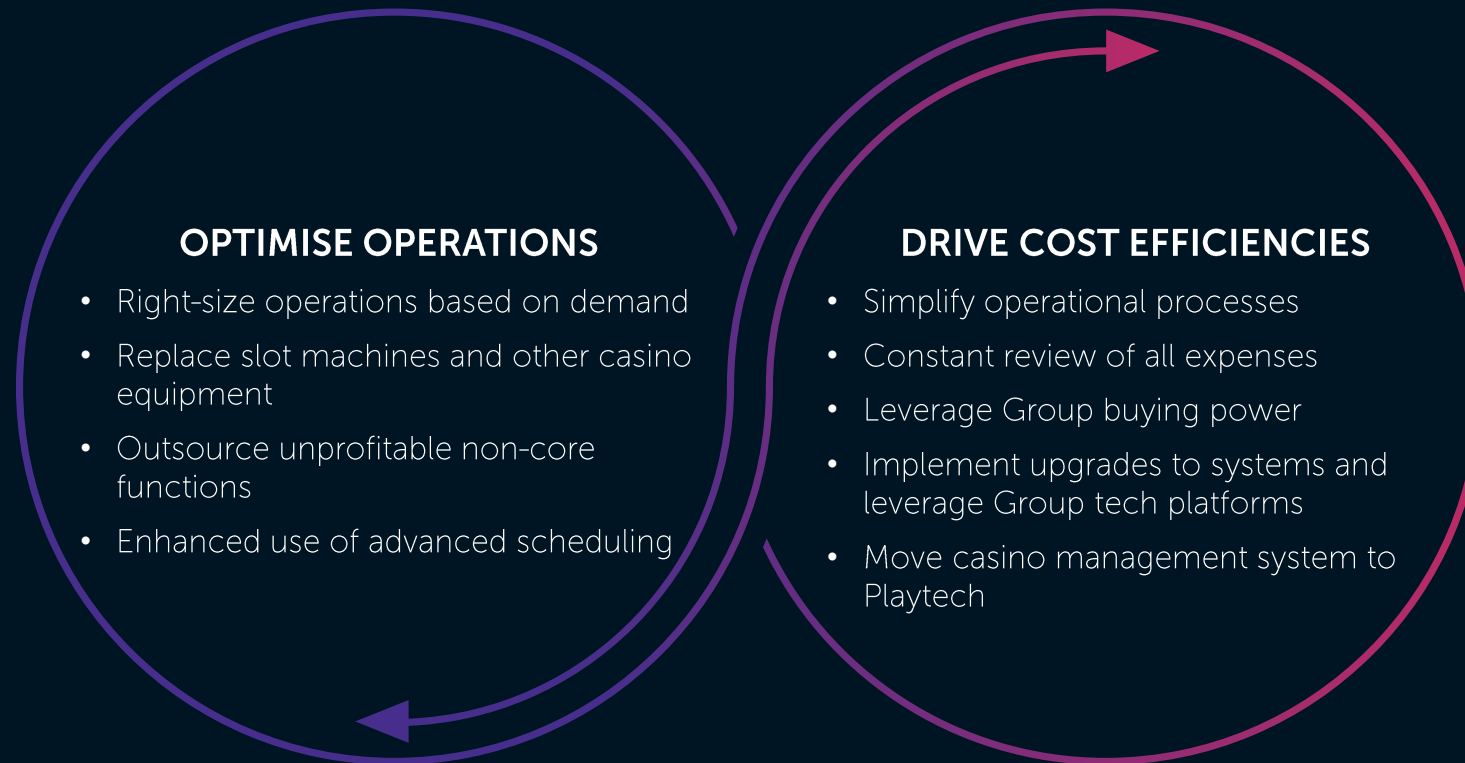 OPTIMISE OPERATIONS
• Right-size operations based on demand
• Replace slot machines and other casino
equipment
• Outsource unprofitable non-core
functions
• Enhanced use of advanced scheduling
DRIVE COST EFFICIENCIES
• Simplify operational processes
• Constant review of all expenses
• Leverage Group buying power
• Implement upgrades to systems and
leverage Group tech platforms
• Move casino management system to
Playtech